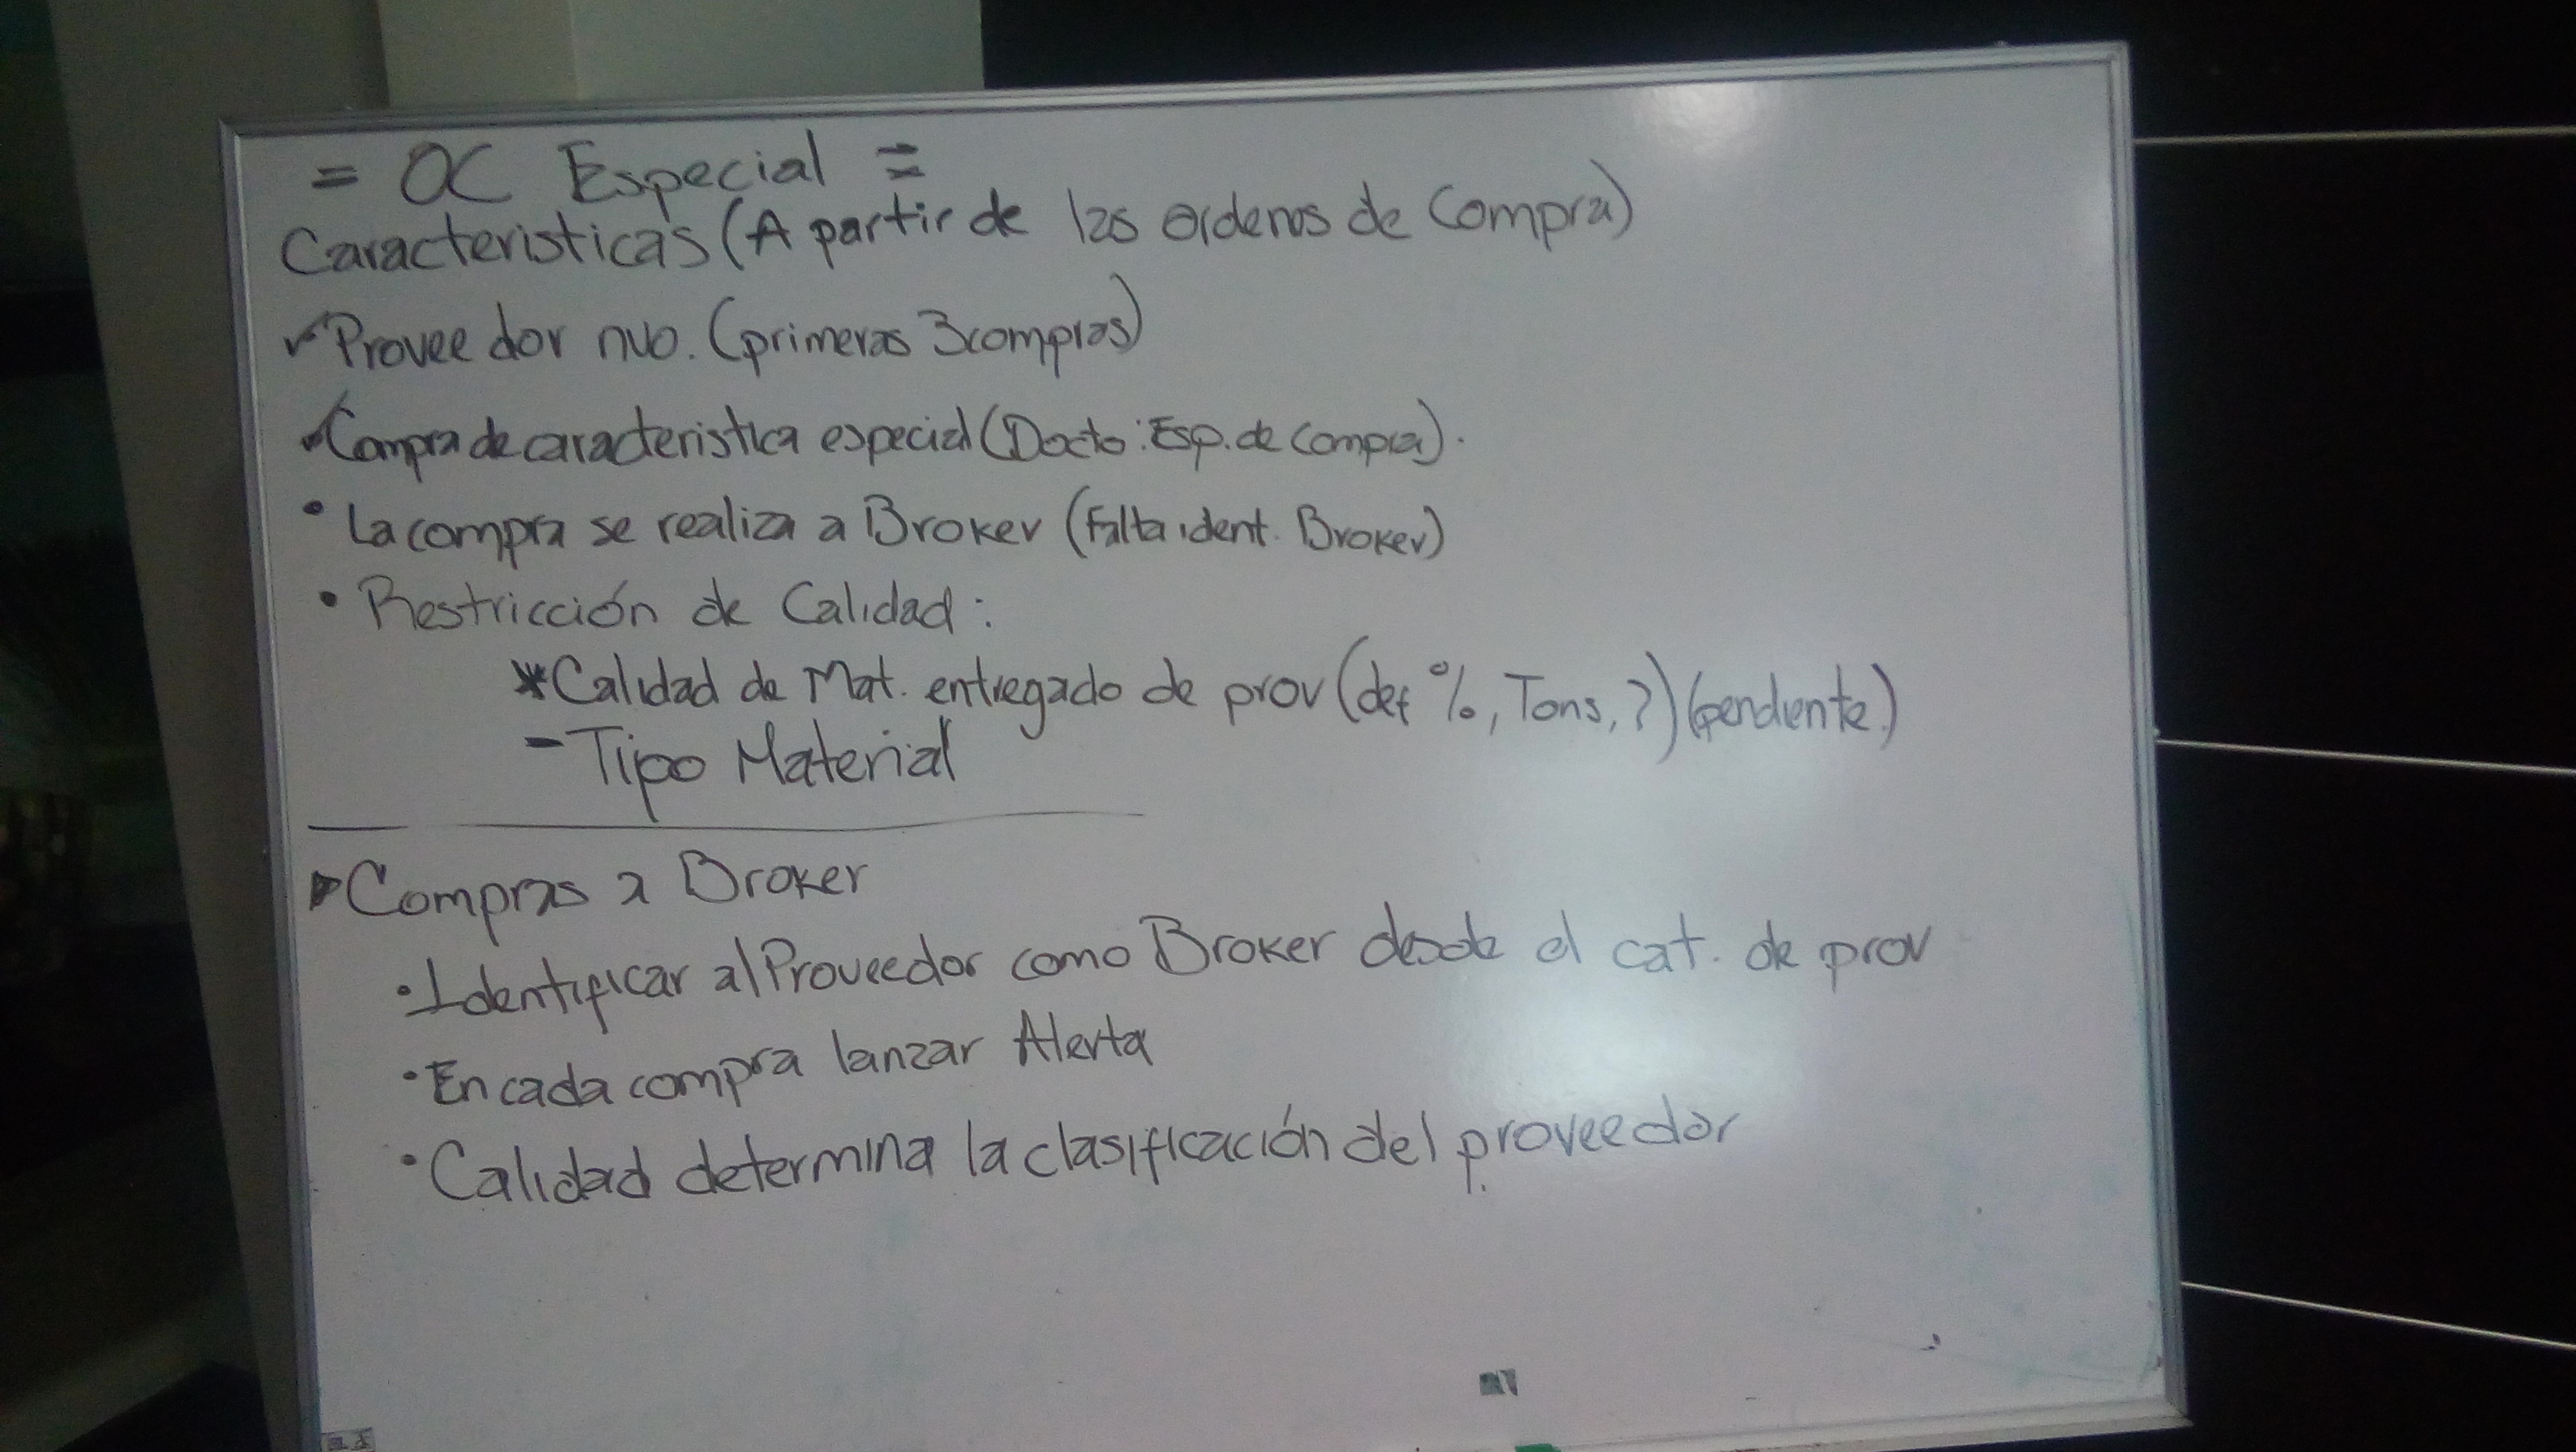 = OC Especial =
Caracteristicas (A partir de las ordenes de Compra)
✓ Proveedor nvo. (primeras 3 compras)
✓ Compra de caracteristica especial (Docto: Esp. de Compra).
• La compra se realiza a Broker (Falta ident. Broker)
• Restricción de Calidad:
* Calidad de Mat. entregado de prov (def %, Tons, ?) (pendiente.)
- Tipo Material
▸ Compras a Broker
• Identificar al Proveedor como Broker desde el cat. de prov
• En cada compra lanzar Alerta
• Calidad determina la clasificación del proveedor